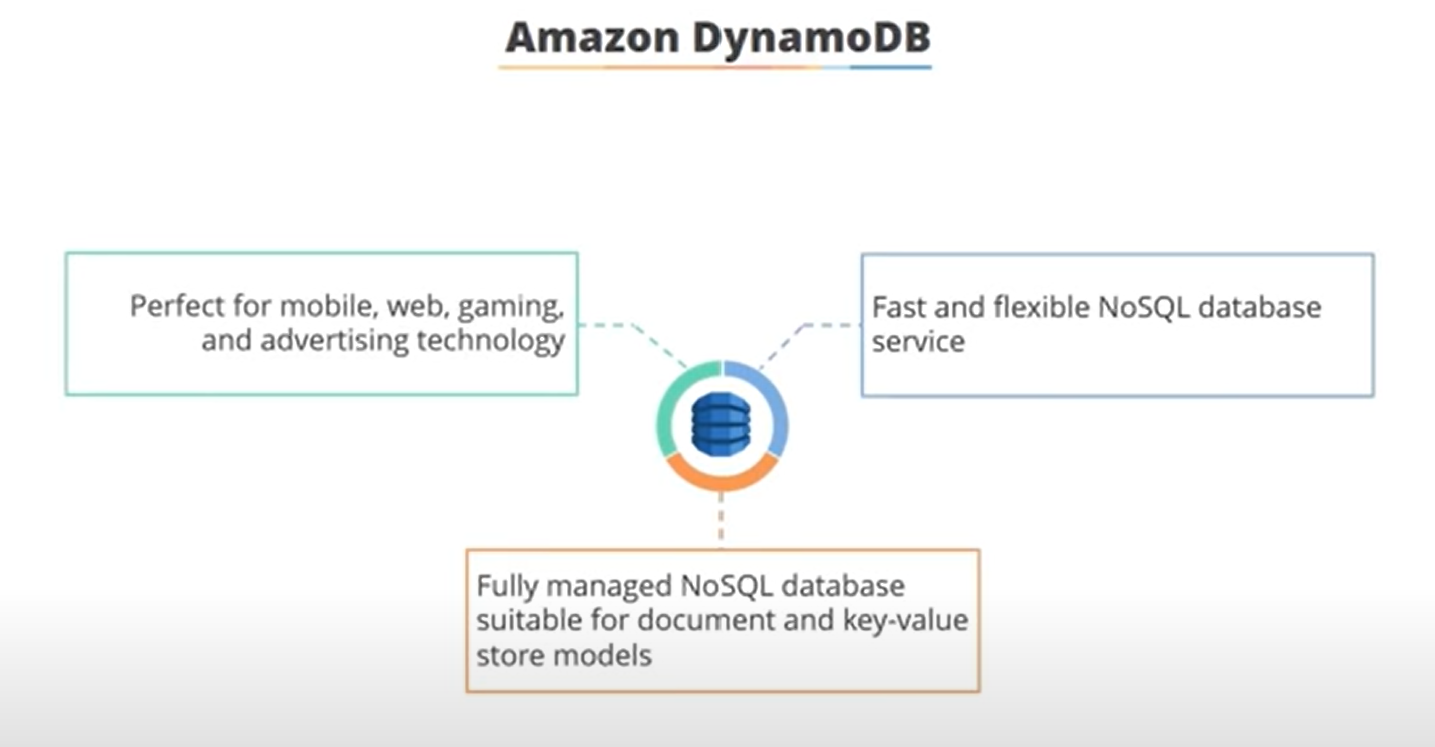 Amazon DynamoDB
Perfect for mobile, web, gaming,
and advertising technology
Fast and flexible NoSQL database
service
Fully managed NoSQL database
suitable for document and key-value
store models